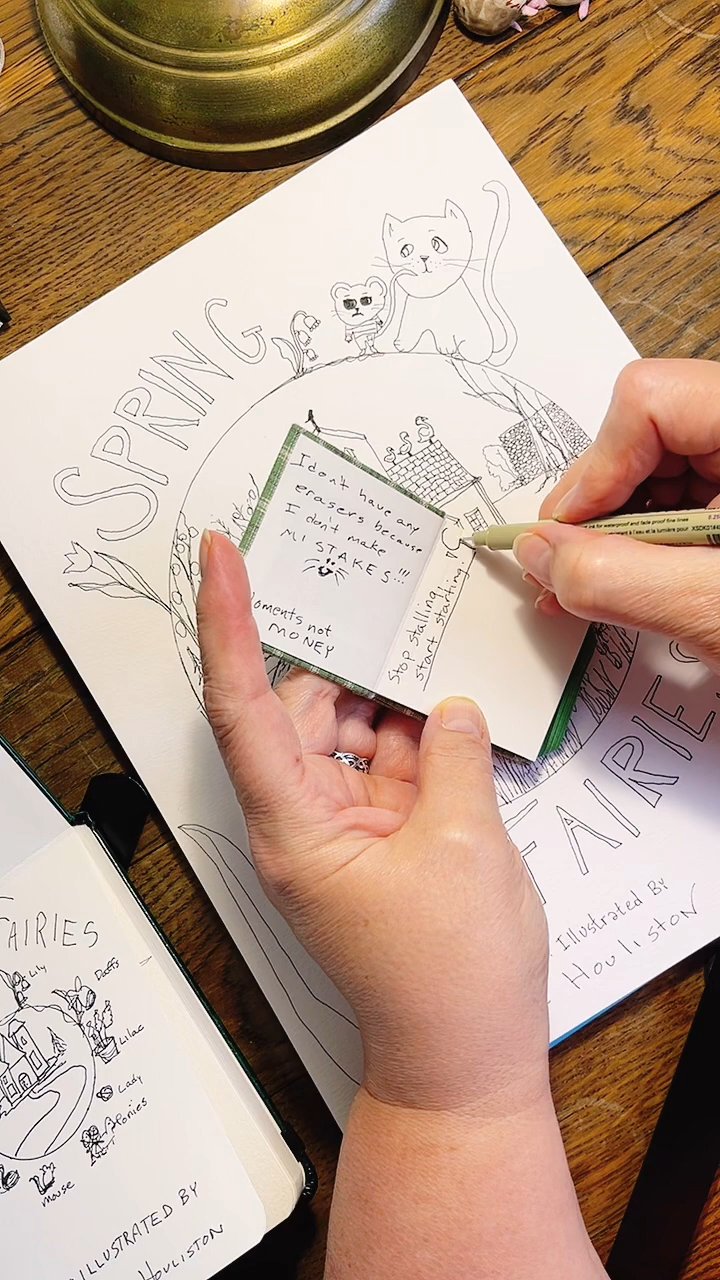 SPRING
I don't have any
erasers because
I don't make
MISTAKES...!!!
Moments not
MONEY
Stop stalling!
start starting.
FAIRIES
Illustrated By
Houliston
FAIRIES
Lily
Daffs
Lilac
Lady
Peonies
mouse
ILLUSTRATED BY
Houliston